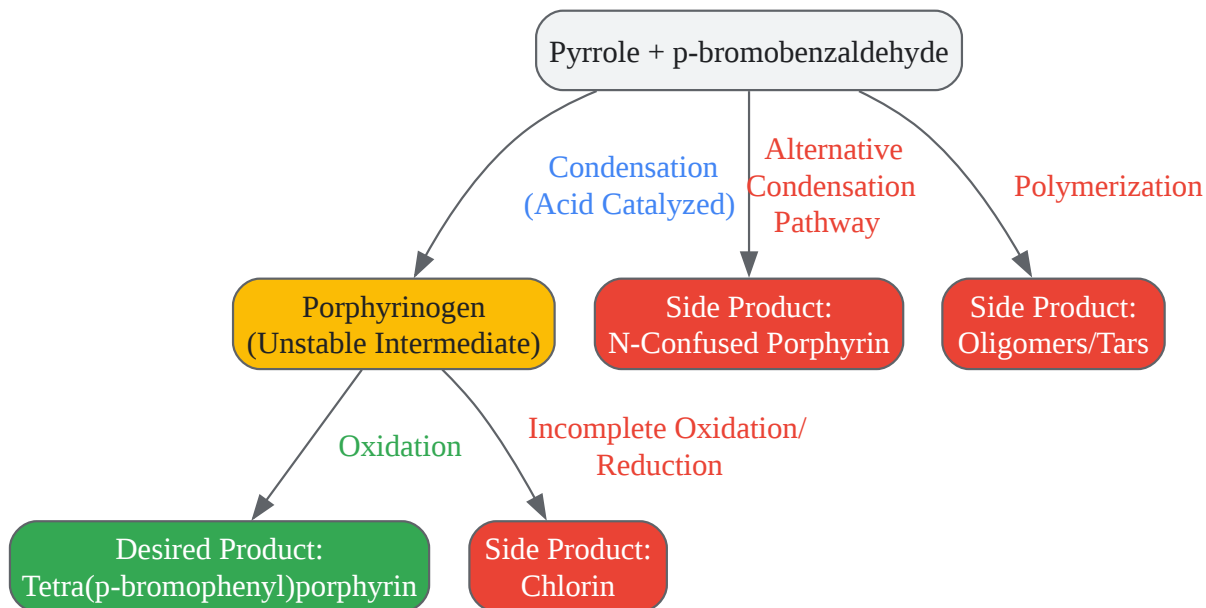 Pyrrole + p-bromobenzaldehyde
Condensation
(Acid Catalyzed)
Alternative
Condensation
Pathway
Polymerization
Porphyrinogen
(Unstable Intermediate)
Side Product:
N-Confused Porphyrin
Side Product:
Oligomers/Tars
Oxidation
Incomplete Oxidation/
Reduction
Desired Product:
Tetra(p-bromophenyl)porphyrin
Side Product:
Chlorin